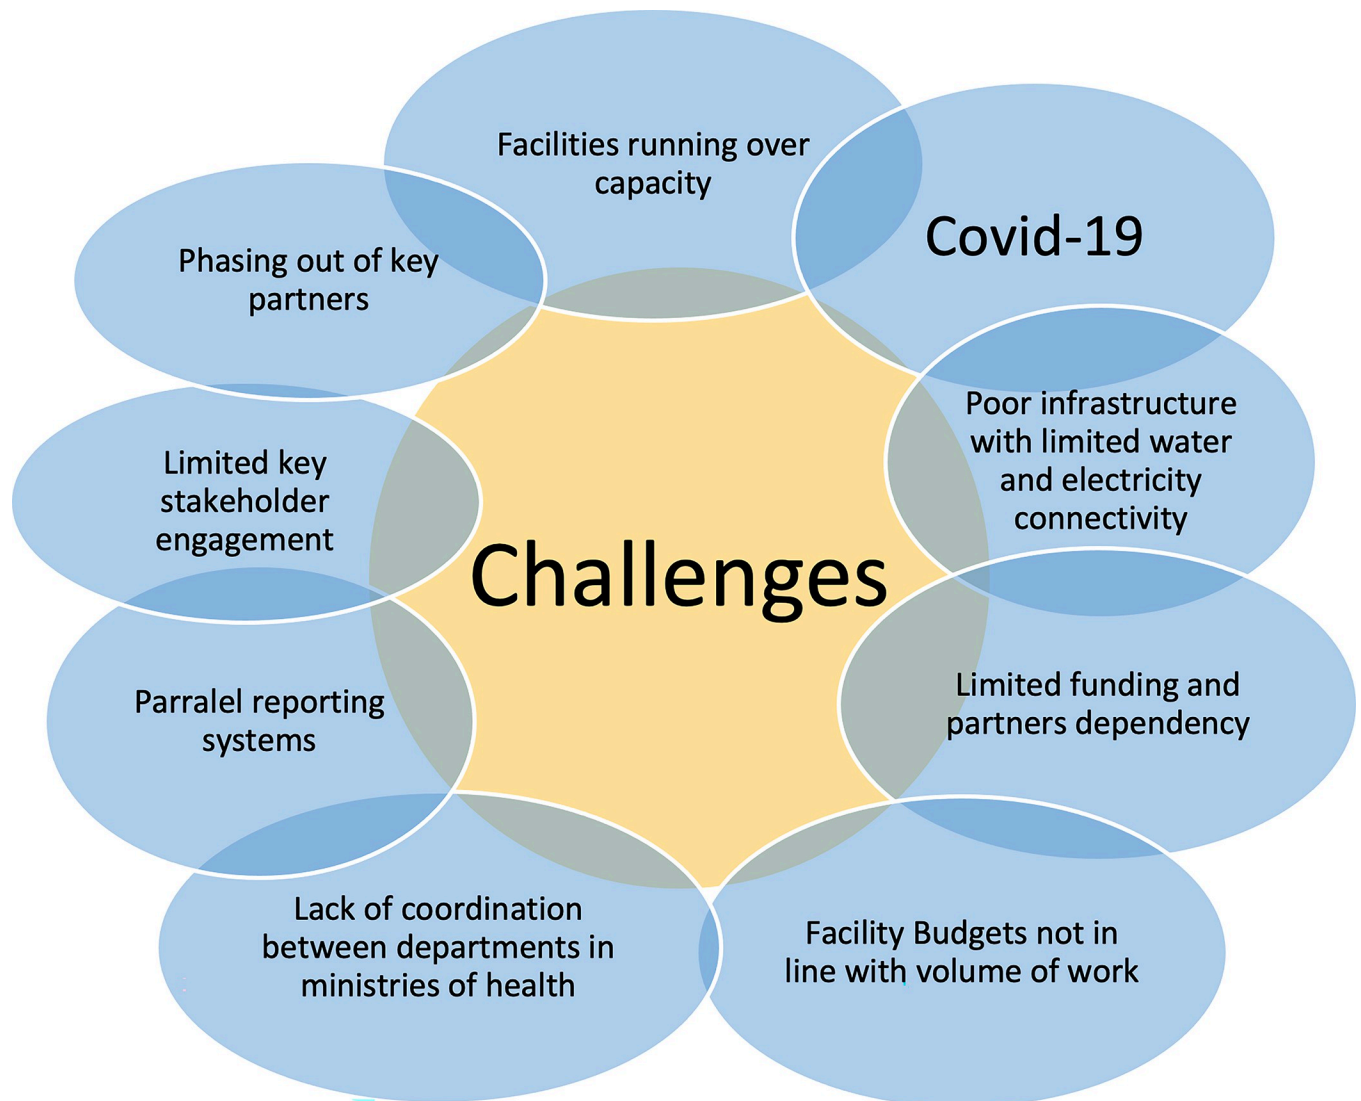 Facilities running over
capacity
Covid-19
Phasing out of key
partners
Poor infrastructure
with limited water
and electricity
connectivity
Limited key
stakeholder
engagement
Challenges
Limited funding and
partners dependency
Parralel reporting
systems
Lack of coordination
between departments in
ministries of health
Facility Budgets not in
line with volume of work